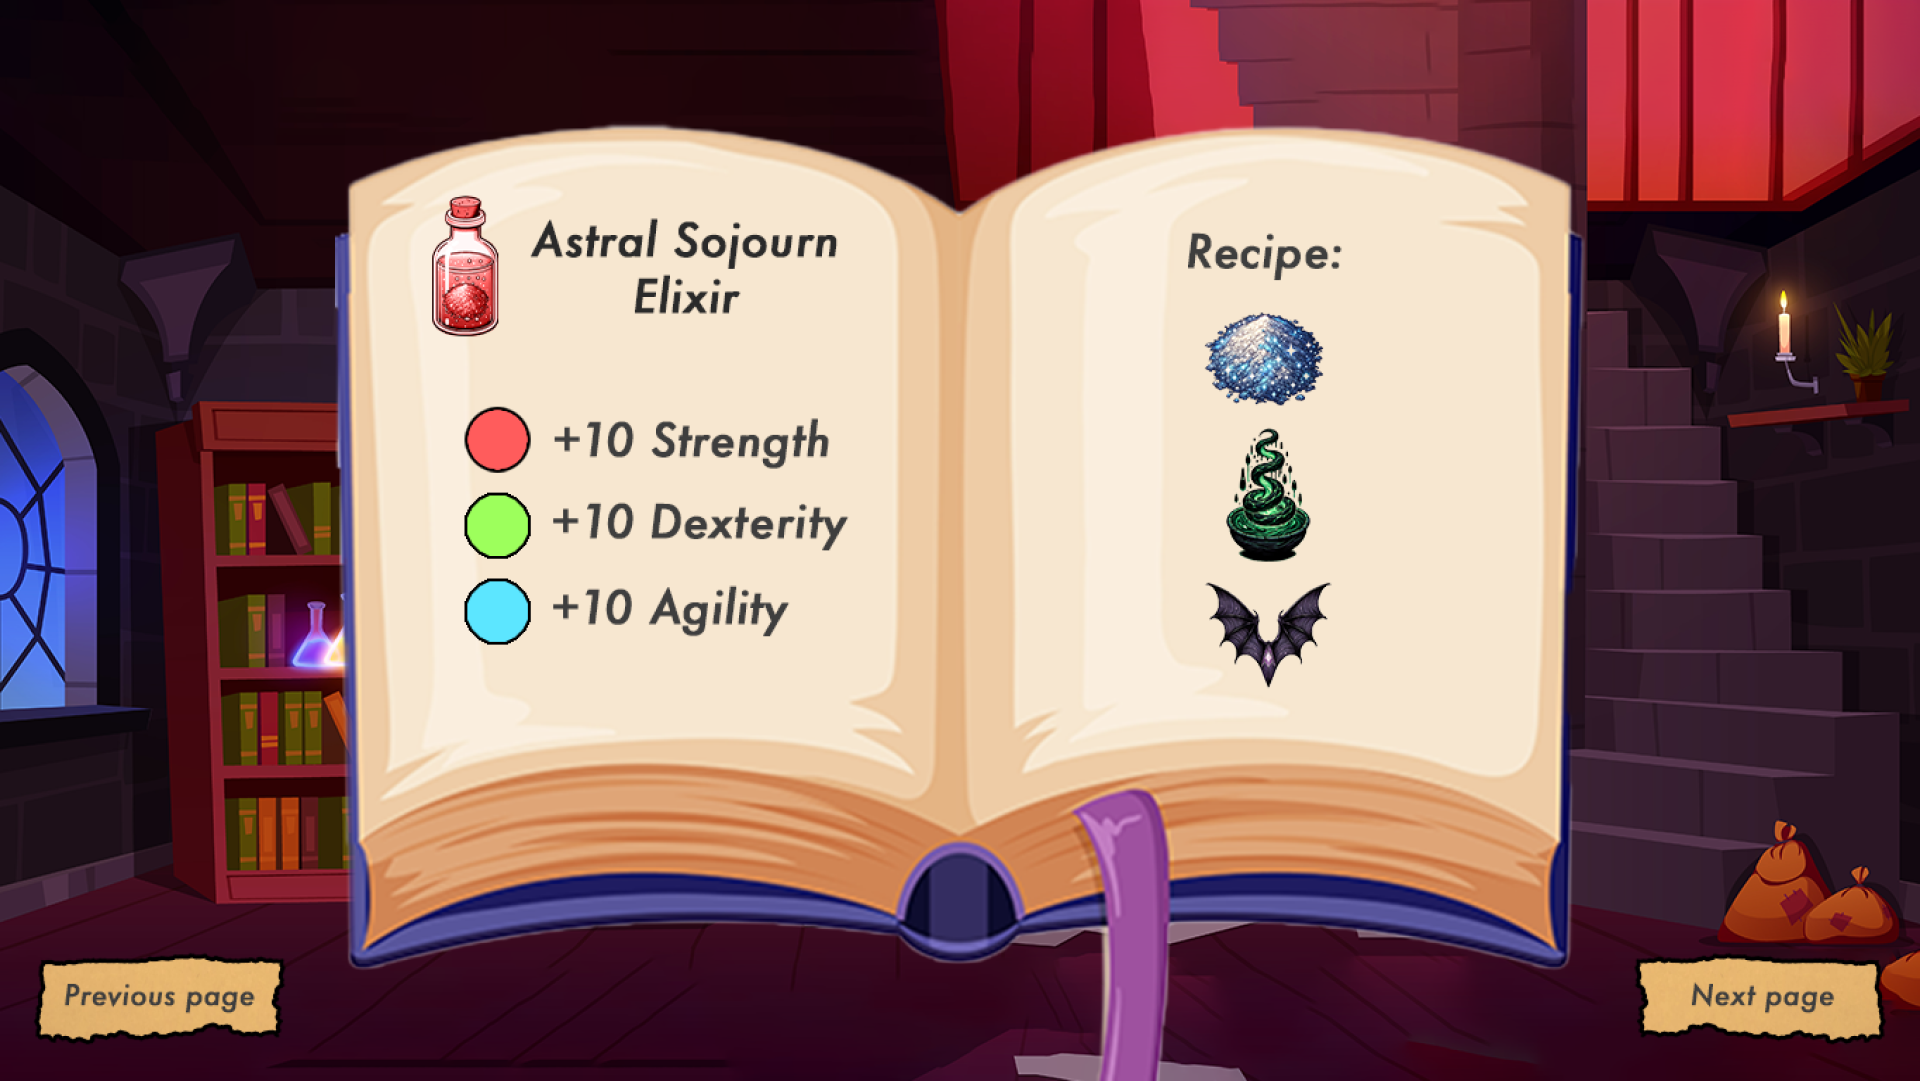 Astral Sojourn
Elixir
+10 Strength
+10 Dexterity
+10 Agility
Recipe:
Previous page
Next page